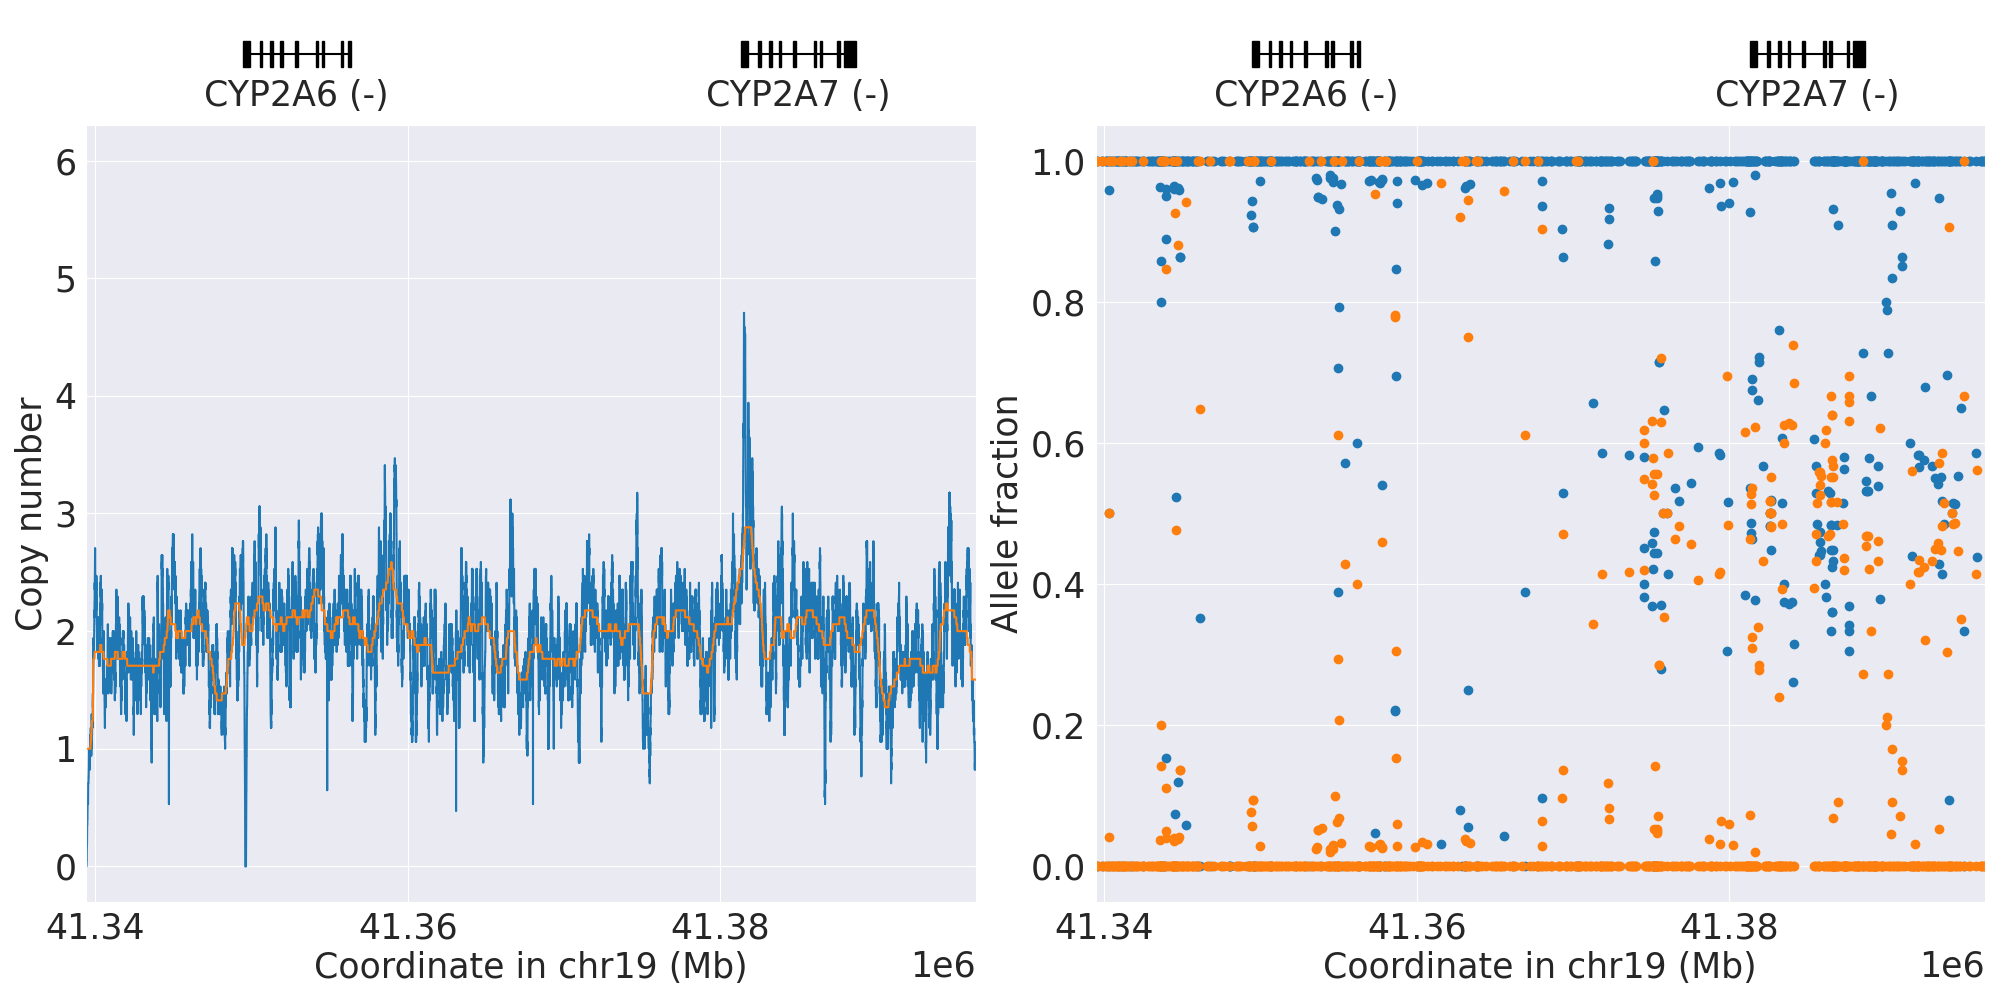 CYP2A6 (-)
CYP2A7 (-)
Copy number
6
5
4
3
2
1
0
41.34
41.36
41.38
Coordinate in chr19 (Mb)
1e6
CYP2A6 (-)
CYP2A7 (-)
Allele fraction
1.0
0.8
0.6
0.4
0.2
0.0
41.34
41.36
41.38
Coordinate in chr19 (Mb)
1e6